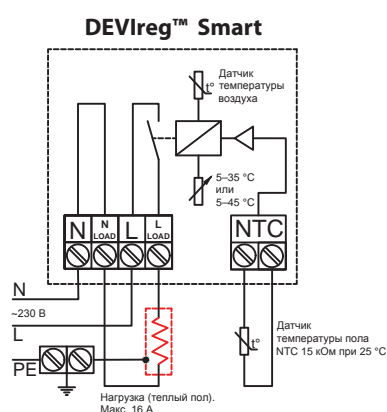 DEVIreg™ Smart
Датчик
температуры
воздуха
t°
5–35 °C
или
5–45 °C
N
N
LOAD
L
L
LOAD
NTC
N
~230 В
L
PE
t°
Датчик
температуры пола
NTC 15 кОм при 25 °C
Нагрузка (теплый пол).
Макс. 16 А